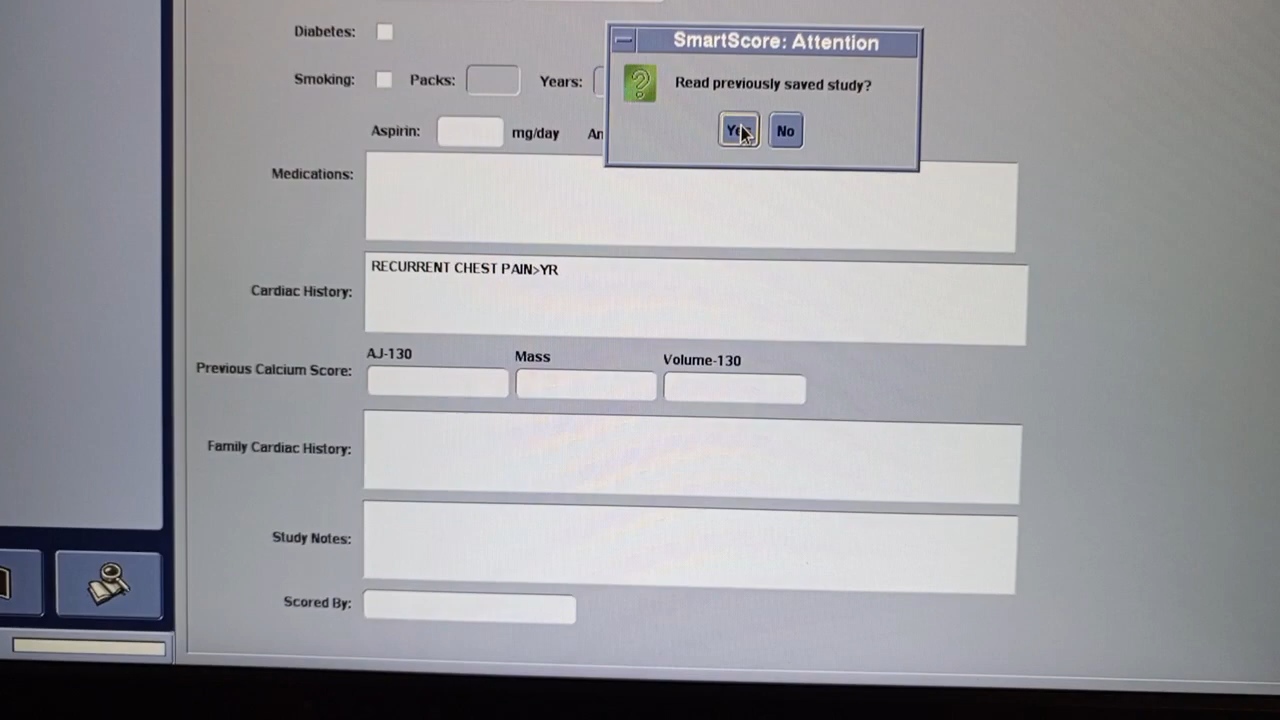 Diabetes:
SmartScore: Attention
Smoking: Packs: Years:
Read previously saved study?
Yes No
Aspirin: mg/day
Medications:
RECURRENT CHEST PAIN>YR
Cardiac History:
AJ-130 Mass Volume-130
Previous Calcium Score:
Family Cardiac History:
Study Notes:
Scored By: